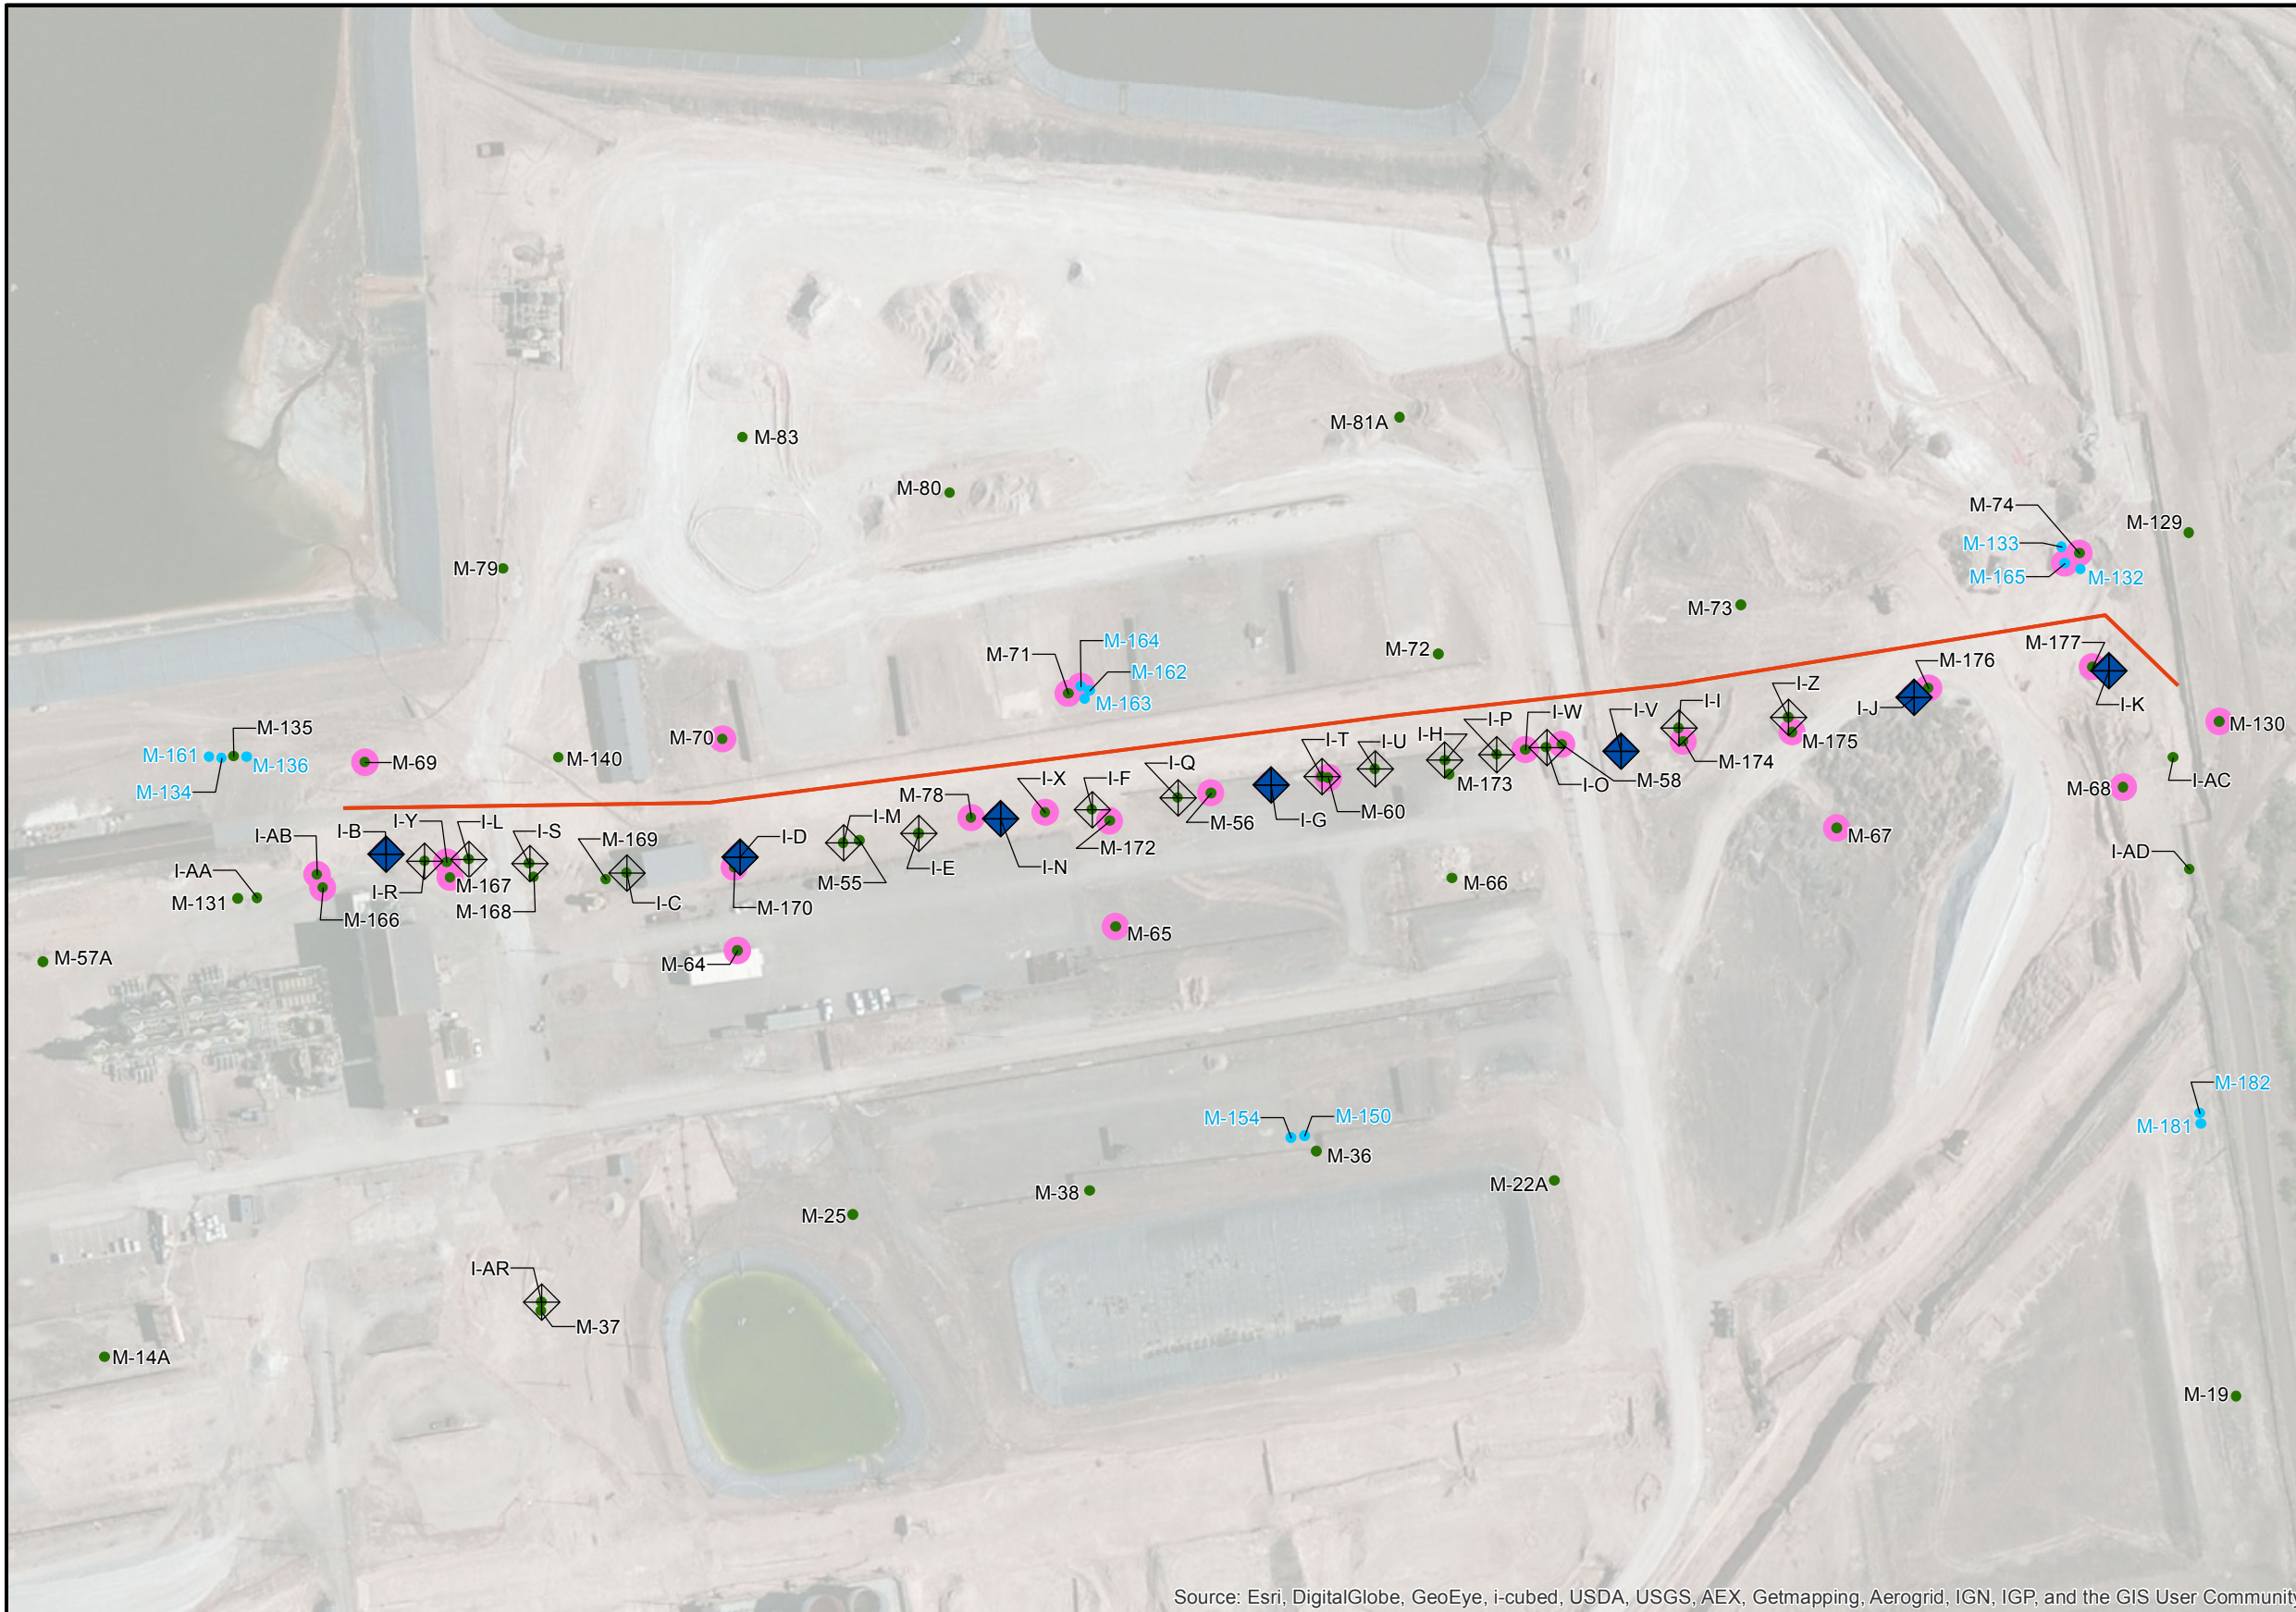 M-83
M-81A
M-80
M-74
M-129
M-133
M-79
M-165
M-132
M-73
M-164
M-177
M-71
M-72
M-176
M-162
I-Z
M-163
I-I
I-K
I-V
I-W
I-P
I-J
M-130
M-135
M-70
I-H
I-U
I-T
M-175
M-161
M-140
M-69
M-136
M-174
I-Q
M-58
I-AC
I-X
I-F
M-173
I-O
M-68
M-134
M-78
M-60
I-M
M-56
I-G
I-Y
I-L
I-S
I-B
I-AB
M-169
I-D
M-67
M-172
I-AD
I-E
I-N
I-AA
M-55
M-66
M-167
I-R
M-131
I-C
M-170
M-168
M-166
M-65
M-57A
M-64
M-182
M-154
M-150
M-181
M-36
M-22A
M-38
M-25
I-AR
M-37
M-14A
M-19
Source: Esri, DigitalGlobe, GeoEye, i-cubed, USDA, USGS, AEX, Getmapping, Aerogrid, IGN, IGP, and the GIS User Community